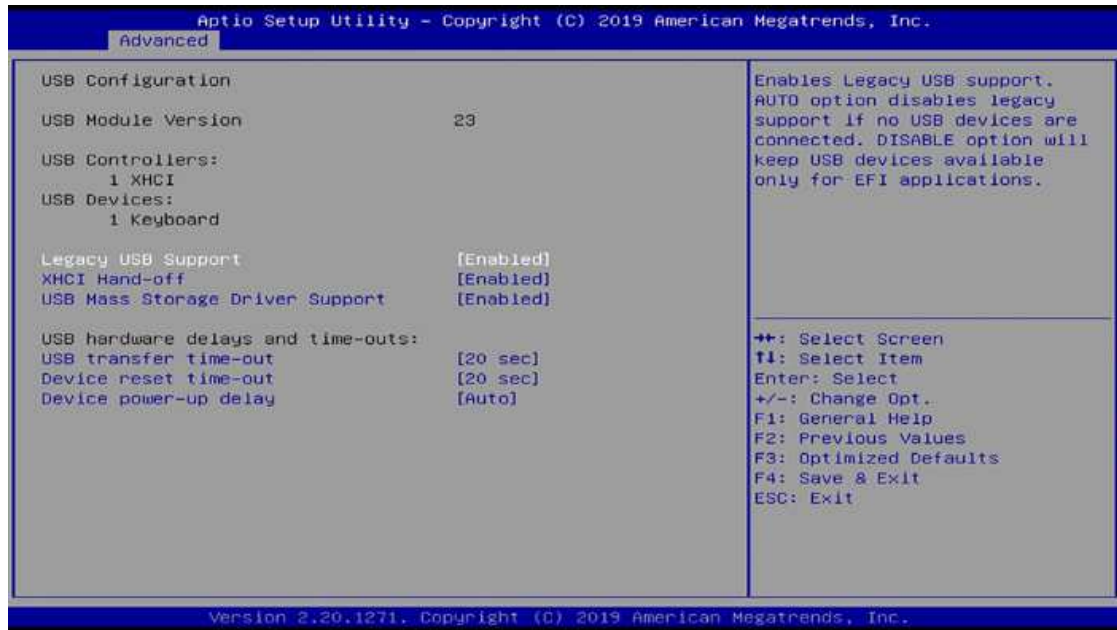 Aptio Setup Utility – Copyright (C) 2019 American Megatrends, Inc.
Advanced
USB Configuration
USB Module Version 23
USB Controllers:
1 XHCI
USB Devices:
1 Keyboard
Legacy USB Support [Enabled]
XHCI Hand-off [Enabled]
USB Mass Storage Driver Support [Enabled]
USB hardware delays and time-outs:
USB transfer time-out [20 sec]
Device reset time-out [20 sec]
Device power-up delay [Auto]
Enables Legacy USB support.
AUTO option disables legacy
support if no USB devices are
connected. DISABLE option will
keep USB devices available
only for EFI applications.
→←: Select Screen
↑↓: Select Item
Enter: Select
+/-: Change Opt.
F1: General Help
F2: Previous Values
F3: Optimized Defaults
F4: Save & Exit
ESC: Exit
Version 2.20.1271. Copyright (C) 2019 American Megatrends, Inc.